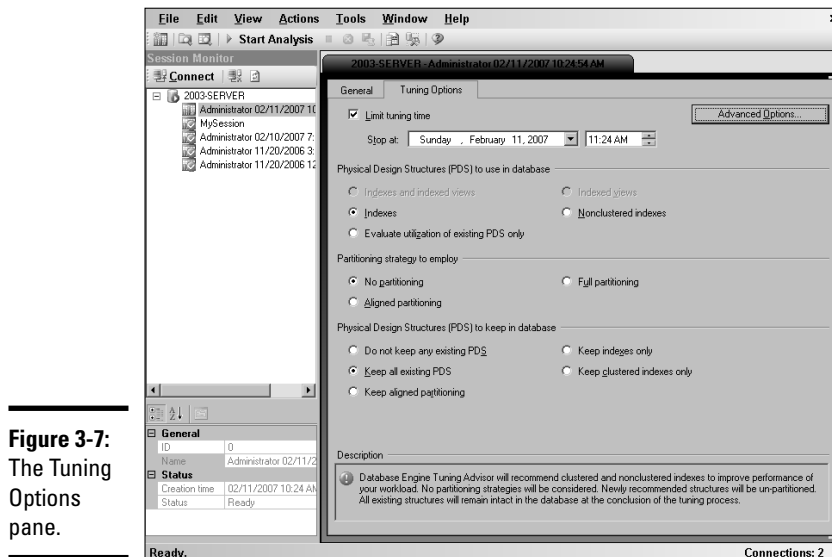 File Edit View Actions Tools Window Help
Start Analysis
Session Monitor
Connect
2003-SERVER
Administrator 02/11/2007 10
MySession
Administrator 02/10/2007 7:
Administrator 11/20/2006 3:
Administrator 11/20/2006 12
General
ID 0
Name Administrator 02/11/2
Status
Creation time 02/11/2007 10:24 AM
Status Ready
2003-SERVER - Administrator 02/11/2007 10:24:54 AM
General Tuning Options
Limit tuning time
Advanced Options...
Stop at: Sunday , February 11, 2007 11:24 AM
Physical Design Structures (PDS) to use in database
Indexes and indexed views Indexed views
Indexes Nonclustered indexes
Evaluate utilization of existing PDS only
Partitioning strategy to employ
No partitioning Full partitioning
Aligned partitioning
Physical Design Structures (PDS) to keep in database
Do not keep any existing PDS Keep indexes only
Keep all existing PDS Keep clustered indexes only
Keep aligned partitioning
Description
Database Engine Tuning Advisor will recommend clustered and nonclustered indexes to improve performance of
your workload. No partitioning strategies will be considered. Newly recommended structures will be un-partitioned.
All existing structures will remain intact in the database at the conclusion of the tuning process.
Ready. Connections: 2
Figure 3-7:
The Tuning
Options
pane.